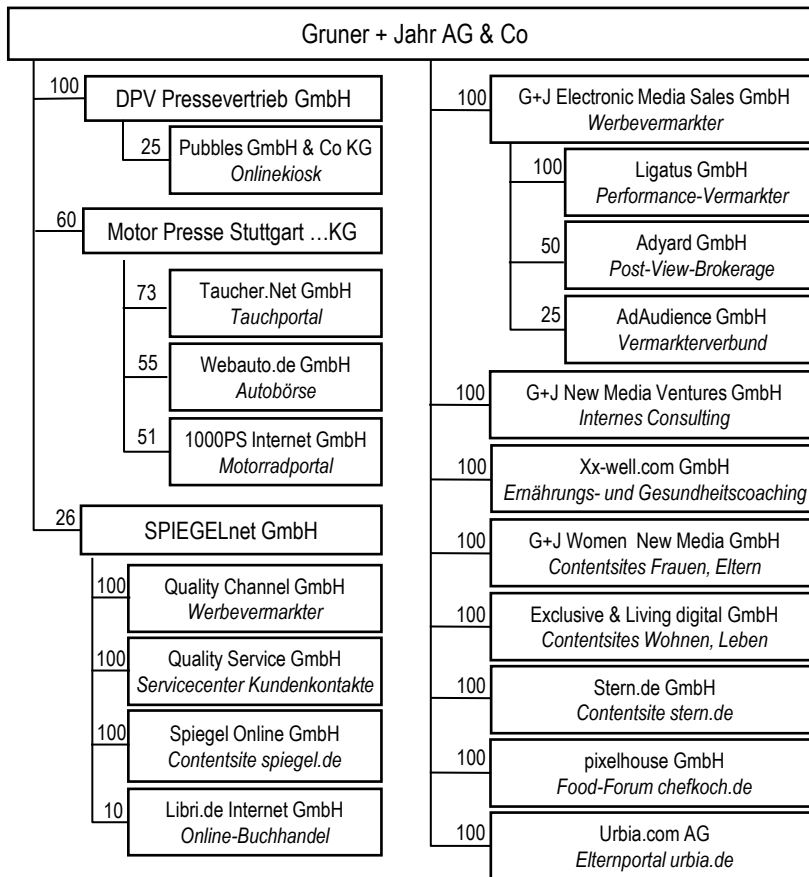 Gruner + Jahr AG & Co
100
DPV Pressevertrieb GmbH
25
Pubbles GmbH & Co KG
Onlinekiosk
60
Motor Presse Stuttgart ...KG
73
Taucher.Net GmbH
Tauchportal
55
Webauto.de GmbH
Autobörse
51
1000PS Internet GmbH
Motorradportal
26
SPIEGELnet GmbH
100
Quality Channel GmbH
Werbevermarkter
100
Quality Service GmbH
Servicecenter Kundenkontakte
100
Spiegel Online GmbH
Contentsite spiegel.de
10
Libri.de Internet GmbH
Online-Buchhandel
100
G+J Electronic Media Sales GmbH
Werbevermarkter
100
Ligatus GmbH
Performance-Vermarkter
50
Adyard GmbH
Post-View-Brokerage
25
AdAudience GmbH
Vermarkterverbund
100
G+J New Media Ventures GmbH
Internes Consulting
100
Xx-well.com GmbH
Ernährungs- und Gesundheitscoaching
100
G+J Women New Media GmbH
Contentsites Frauen, Eltern
100
Exclusive & Living digital GmbH
Contentsites Wohnen, Leben
100
Stern.de GmbH
Contentsite stern.de
100
pixelhouse GmbH
Food-Forum chefkoch.de
100
Urbia.com AG
Elternportal urbia.de